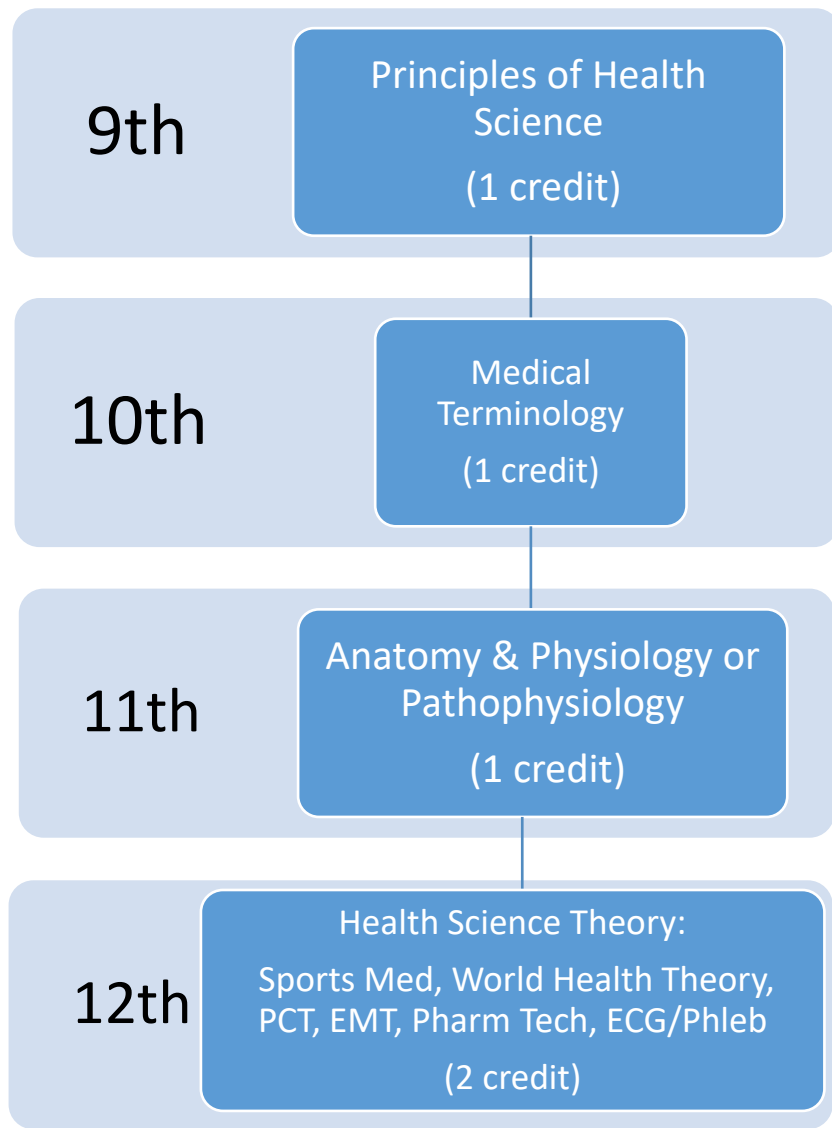 9th
Principles of Health
Science
(1 credit)
10th
Medical
Terminology
(1 credit)
11th
Anatomy & Physiology or
Pathophysiology
(1 credit)
12th
Health Science Theory:
Sports Med, World Health Theory,
PCT, EMT, Pharm Tech, ECG/Phleb
(2 credit)